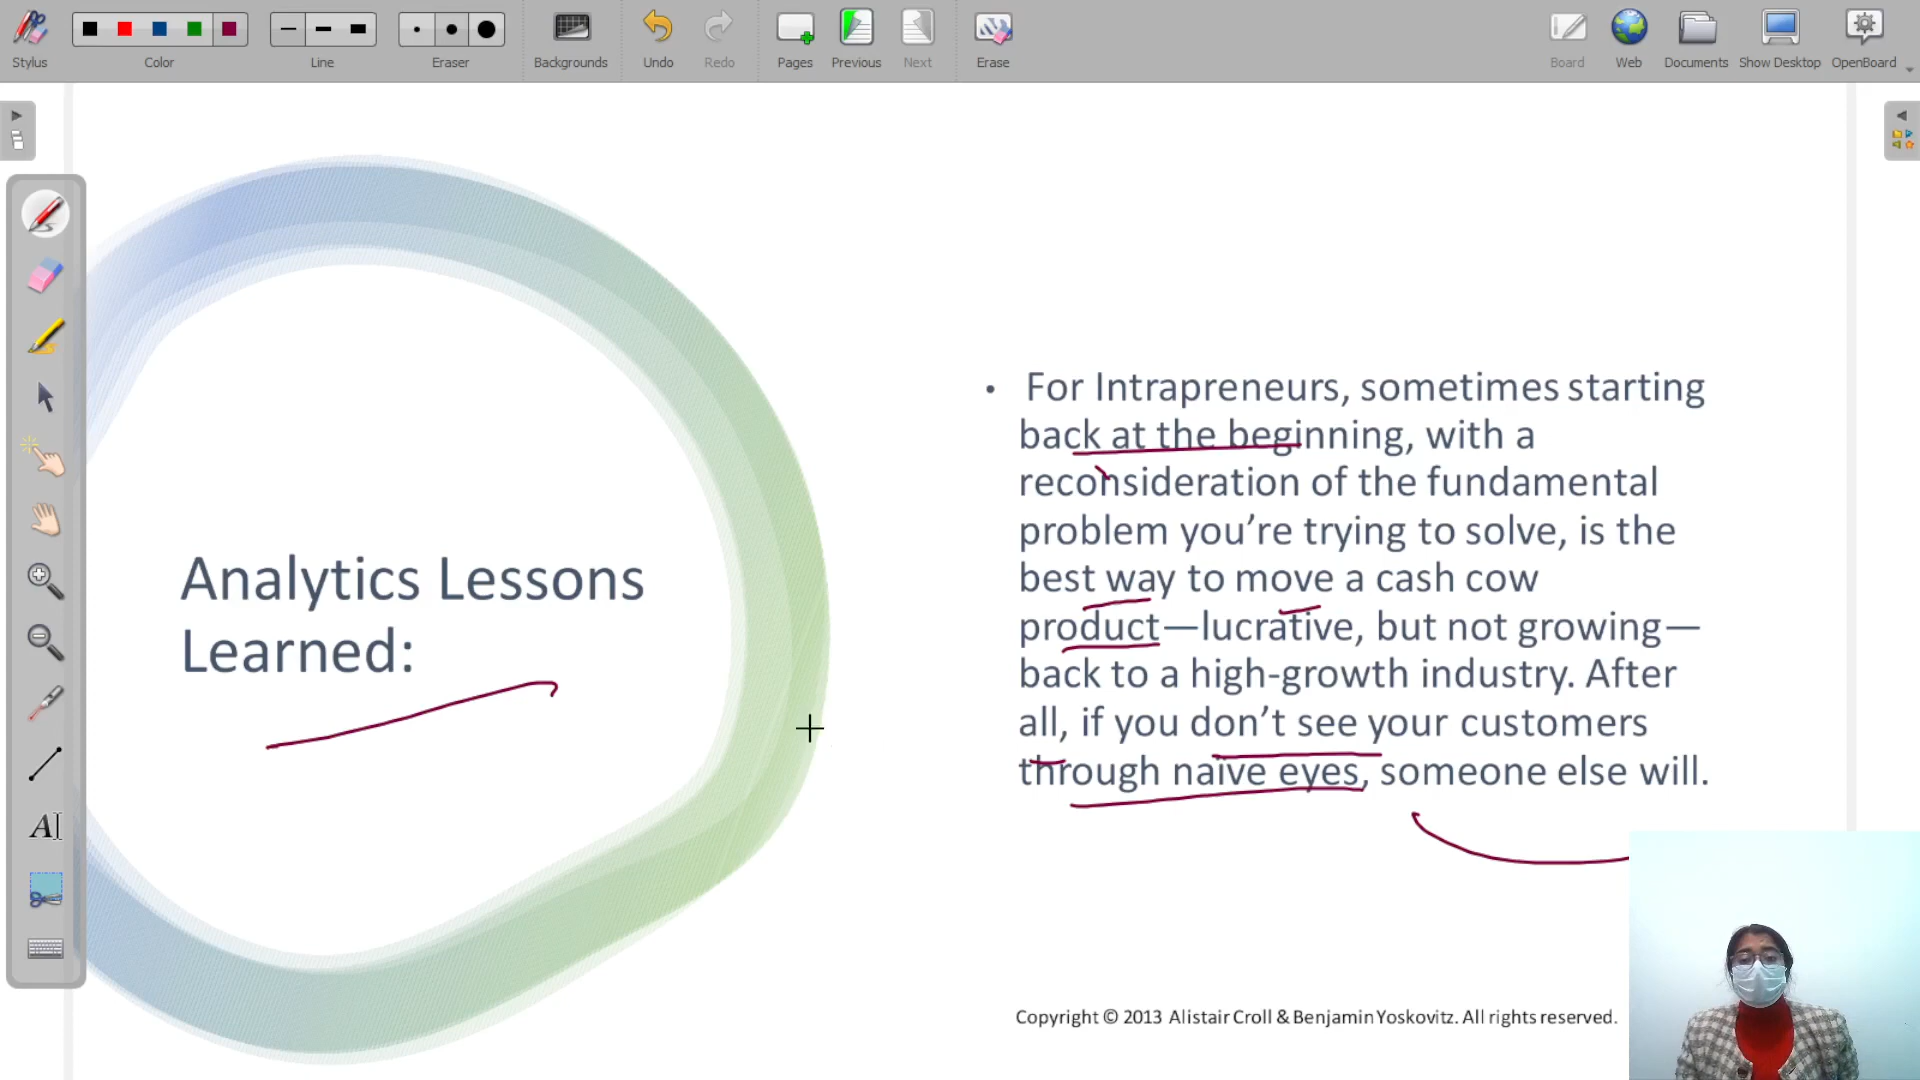 Stylus
Color
Line
Eraser
Backgrounds
Undo
Redo
Pages
Previous
Next
Erase
Board
Web
Documents
Show Desktop
OpenBoard
Analytics Lessons
Learned:
• For Intrapreneurs, sometimes starting
back at the beginning, with a
reconsideration of the fundamental
problem you’re trying to solve, is the
best way to move a cash cow
product—lucrative, but not growing—
back to a high-growth industry. After
all, if you don’t see your customers
through naive eyes, someone else will.
Copyright © 2013 Alistair Croll & Benjamin Yoskovitz. All rights reserved.